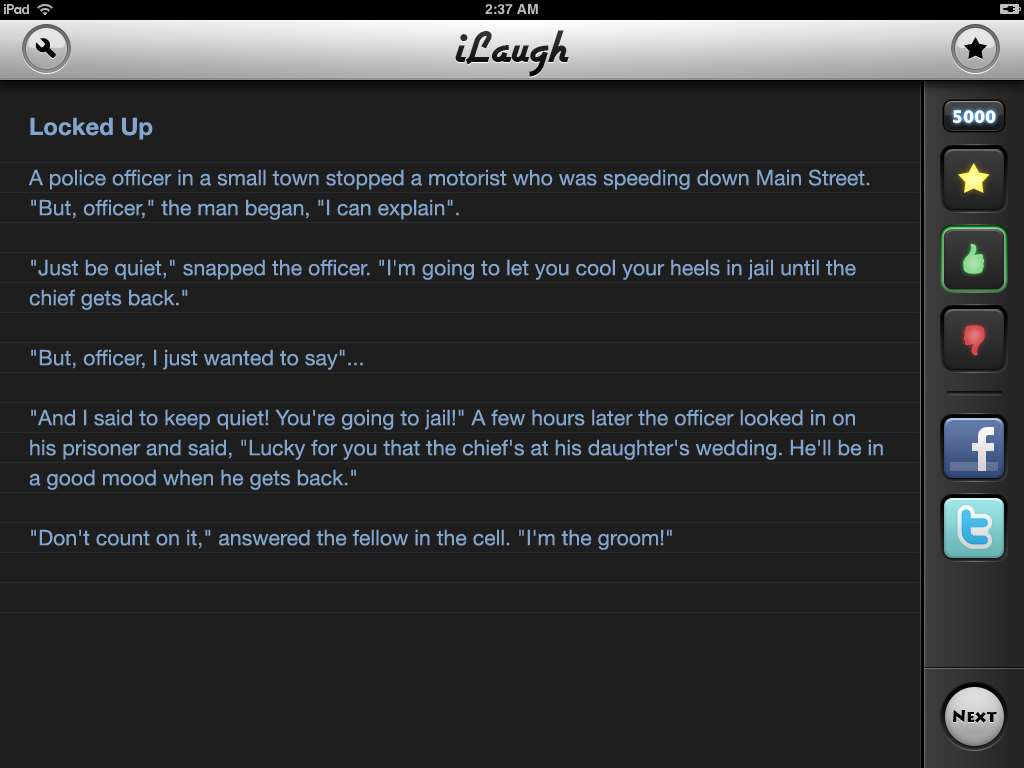 iPad
2:37 AM
iLaugh
5000
Locked Up
A police officer in a small town stopped a motorist who was speeding down Main Street.
"But, officer," the man began, "I can explain".
"Just be quiet," snapped the officer. "I'm going to let you cool your heels in jail until the
chief gets back."
"But, officer, I just wanted to say"...
"And I said to keep quiet! You're going to jail!" A few hours later the officer looked in on
his prisoner and said, "Lucky for you that the chief's at his daughter's wedding. He'll be in
a good mood when he gets back."
"Don't count on it," answered the fellow in the cell. "I'm the groom!"
f
t
Next